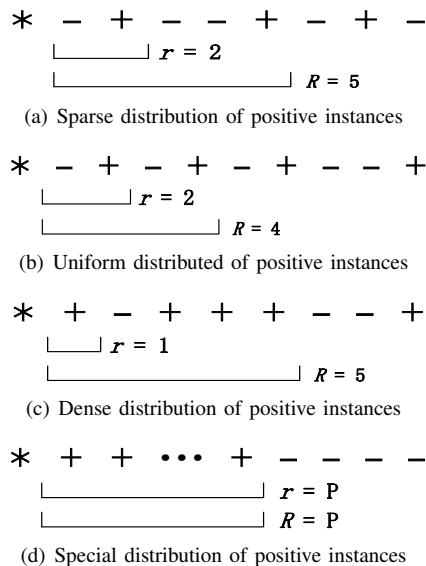 * − + − − + − + −
r = 2
R = 5
(a) Sparse distribution of positive instances
* − + − + − + − − +
r = 2
R = 4
(b) Uniform distributed of positive instances
* + − + + + − − +
r = 1
R = 5
(c) Dense distribution of positive instances
* + + ••• + − − − −
r = P
R = P
(d) Special distribution of positive instances